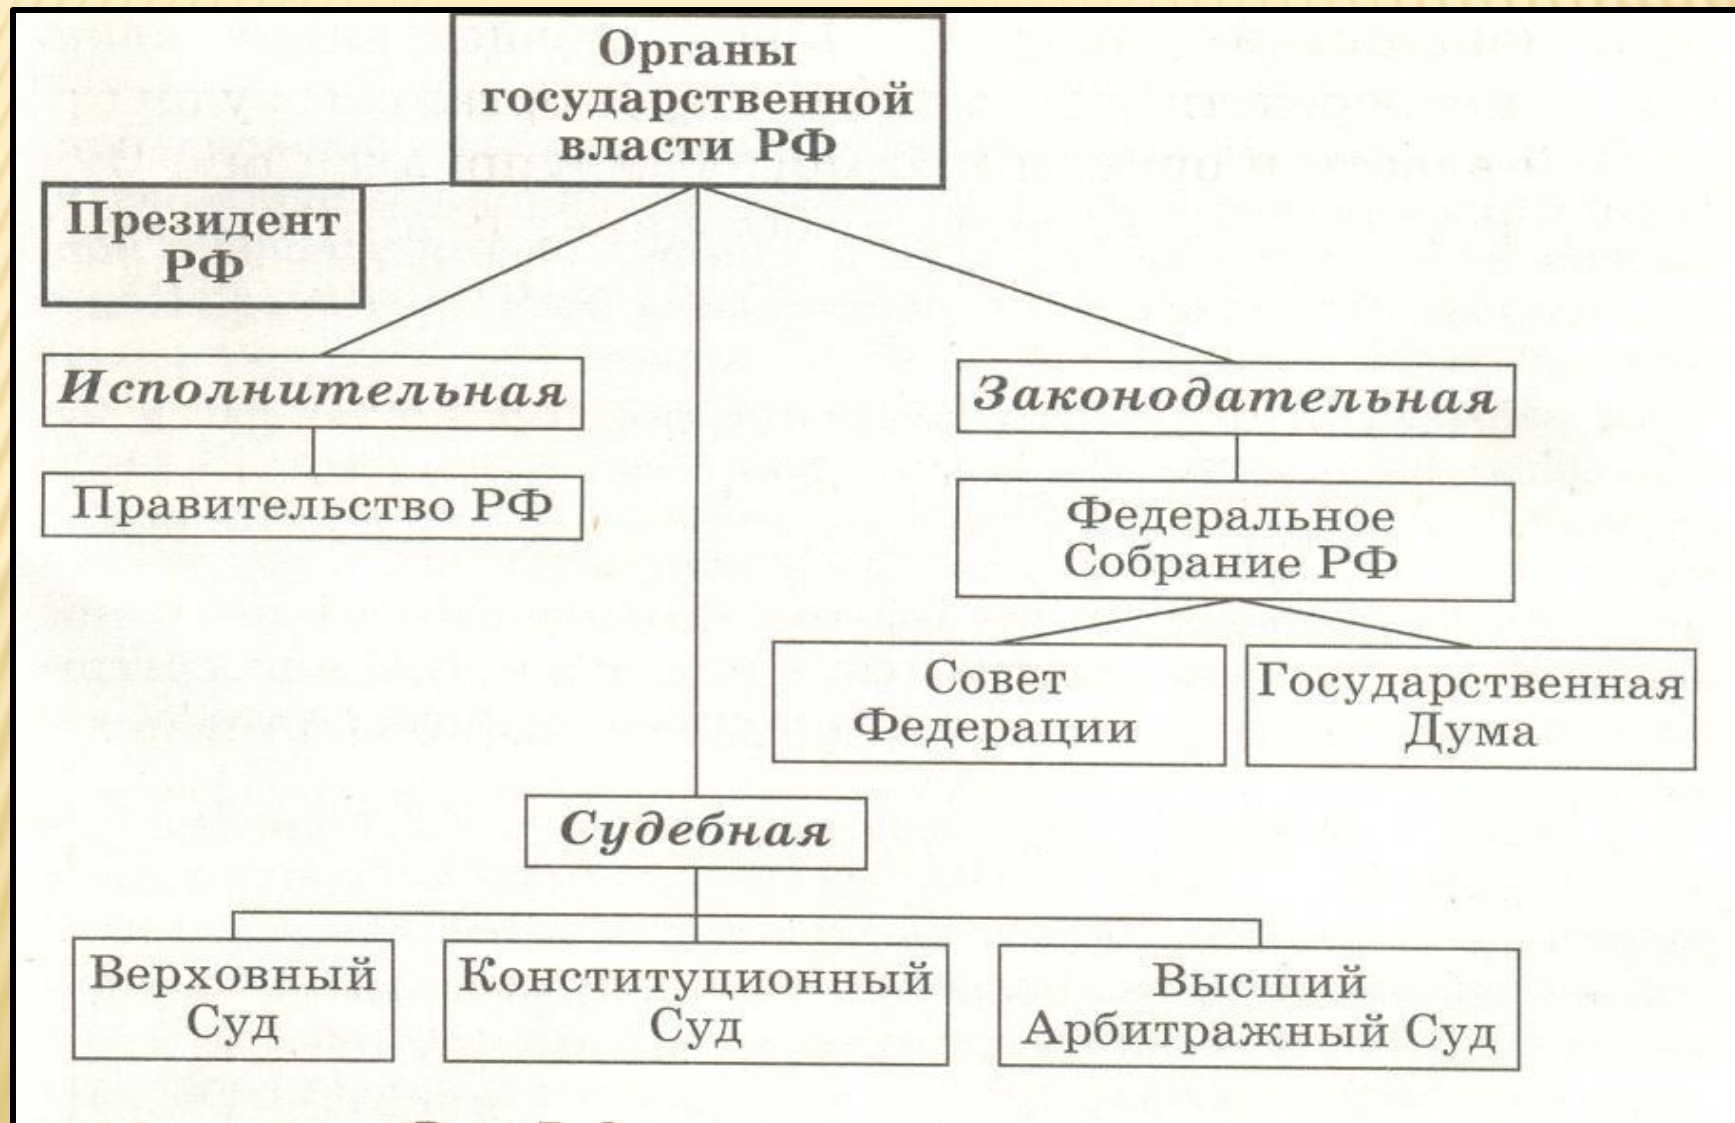 Органы
государственной
власти РФ
Президент
РФ
Исполнительная
Законодательная
Правительство РФ
Федеральное
Собрание РФ
Совет
Федерации
Государственная
Дума
Судебная
Верховный
Суд
Конституционный
Суд
Высший
Арбитражный Суд